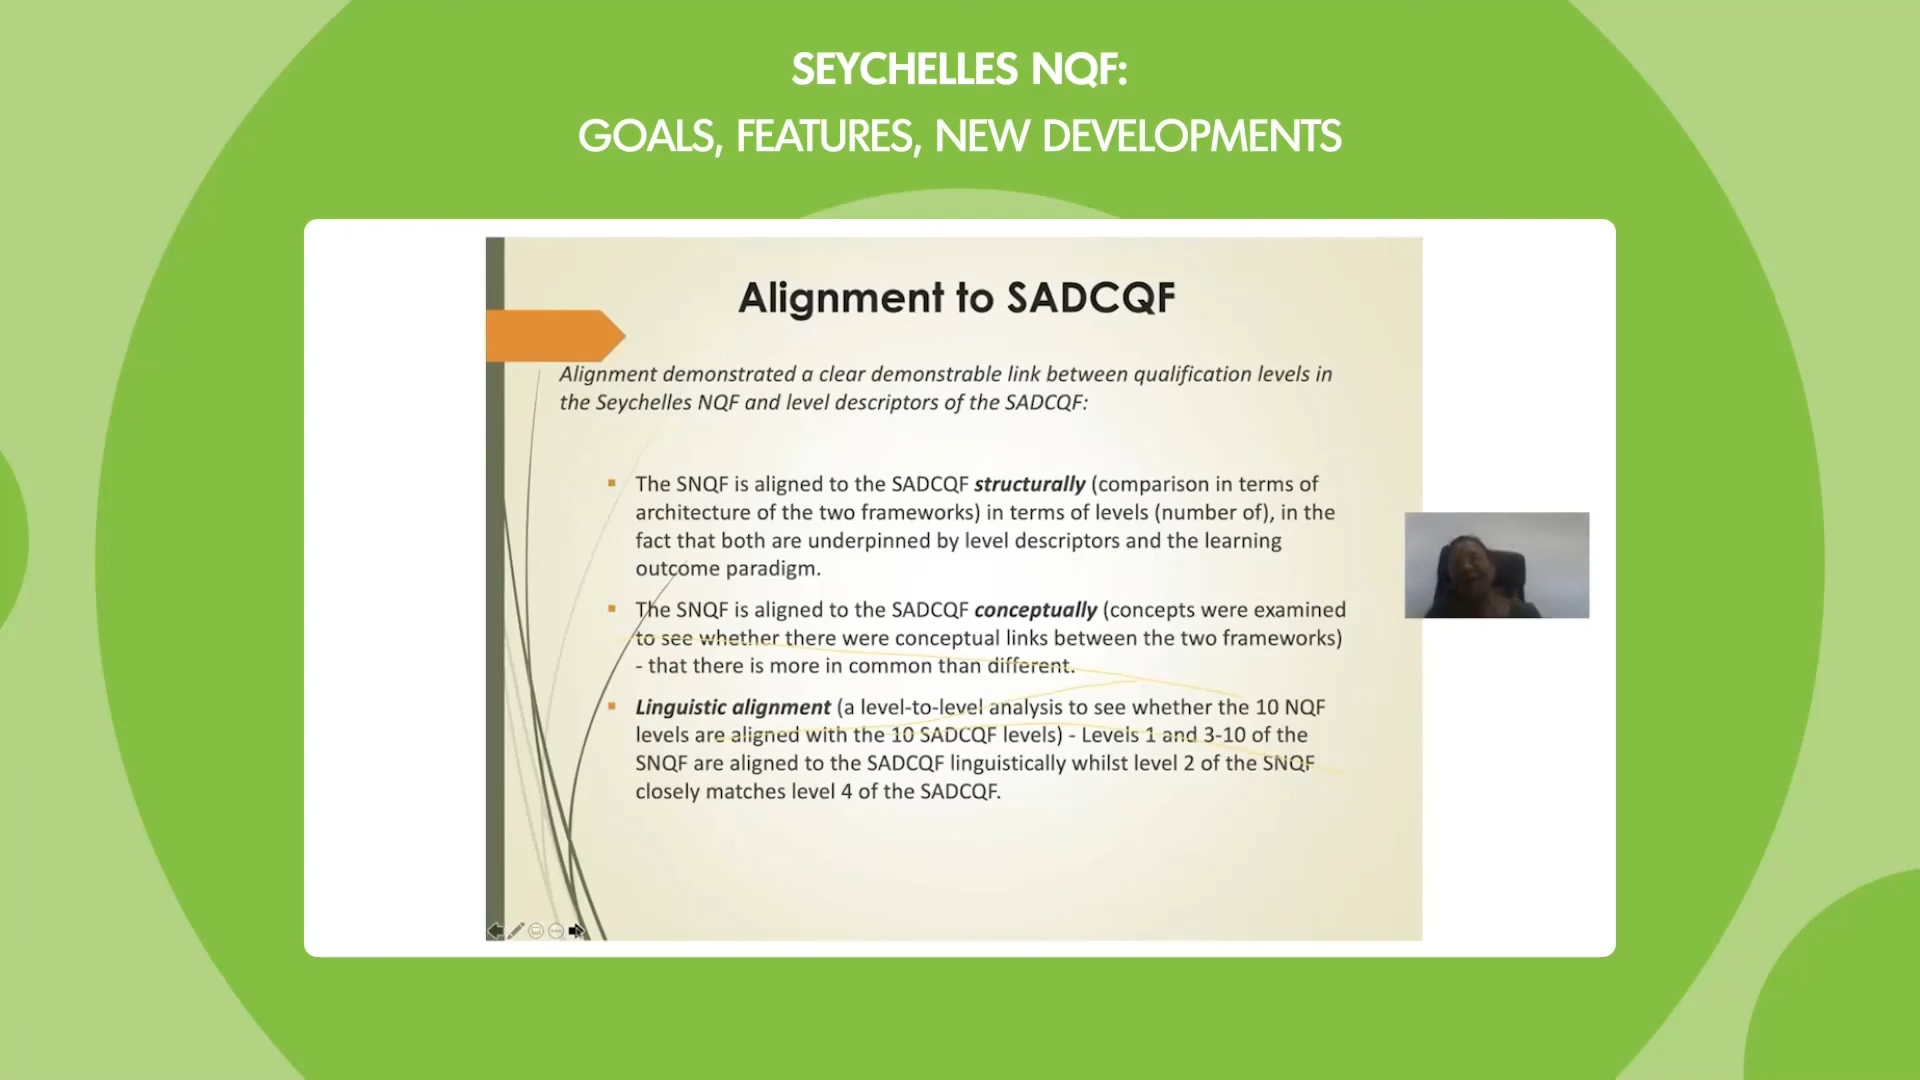 SEYCHELLES NQF:
GOALS, FEATURES, NEW DEVELOPMENTS
Alignment to SADCQF
Alignment demonstrated a clear demonstrable link between qualification levels in
the Seychelles NQF and level descriptors of the SADCQF:
The SNQF is aligned to the SADCQF structurally (comparison in terms of
architecture of the two frameworks) in terms of levels (number of), in the
fact that both are underpinned by level descriptors and the learning
outcome paradigm.
The SNQF is aligned to the SADCQF conceptually (concepts were examined
to see whether there were conceptual links between the two frameworks)
- that there is more in common than different.
Linguistic alignment (a level-to-level analysis to see whether the 10 NQF
levels are aligned with the 10 SADCQF levels) - Levels 1 and 3-10 of the
SNQF are aligned to the SADCQF linguistically whilst level 2 of the SNQF
closely matches level 4 of the SADCQF.